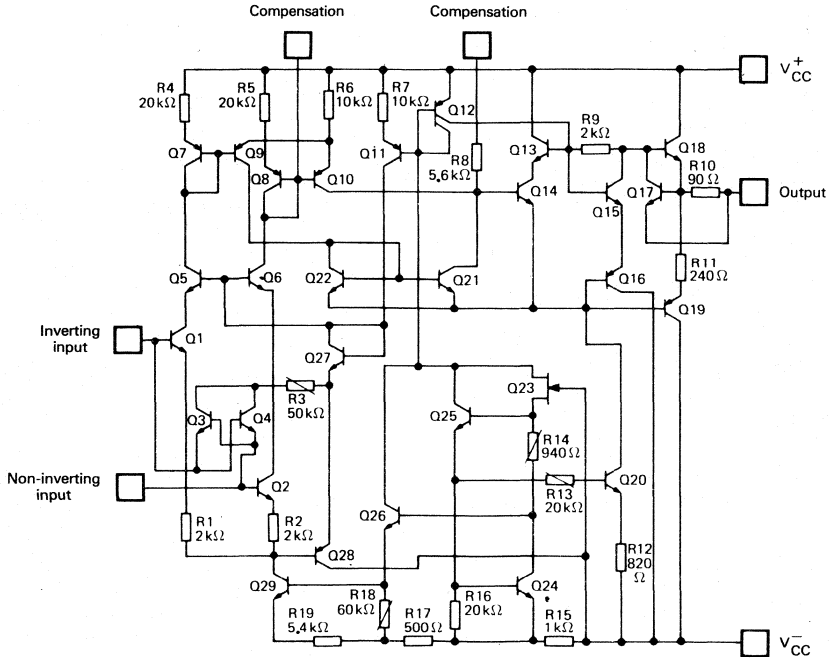 Compensation
Compensation
V+CC
R4
20kΩ
R5
20kΩ
R6
10kΩ
R7
10kΩ
Q12
R9
2kΩ
Q18
Q7
Q9
Q8
Q10
Q11
R8
5.6kΩ
Q13
Q14
Q15
Q17
R10
90Ω
Output
Q5
Q6
Q22
Q21
Q16
R11
240Ω
Q19
Inverting
input
Q1
Q27
Q3
Q4
R3
50kΩ
Q23
Q25
R14
940Ω
Non-inverting
input
Q2
Q20
R13
20kΩ
Q26
R1
2kΩ
R2
2kΩ
Q28
R12
820
Ω
Q29
R18
60kΩ
R16
20kΩ
Q24
R19
5.4kΩ
R17
500Ω
R15
1kΩ
V-CC